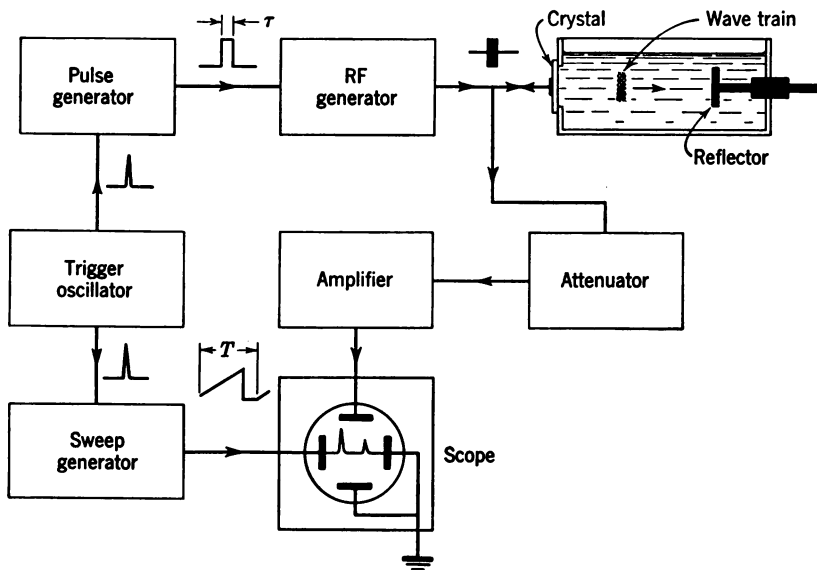 τ
Crystal
Wave train
Pulse
generator
RF
generator
Reflector
Trigger
oscillator
Amplifier
Attenuator
T
Sweep
generator
Scope